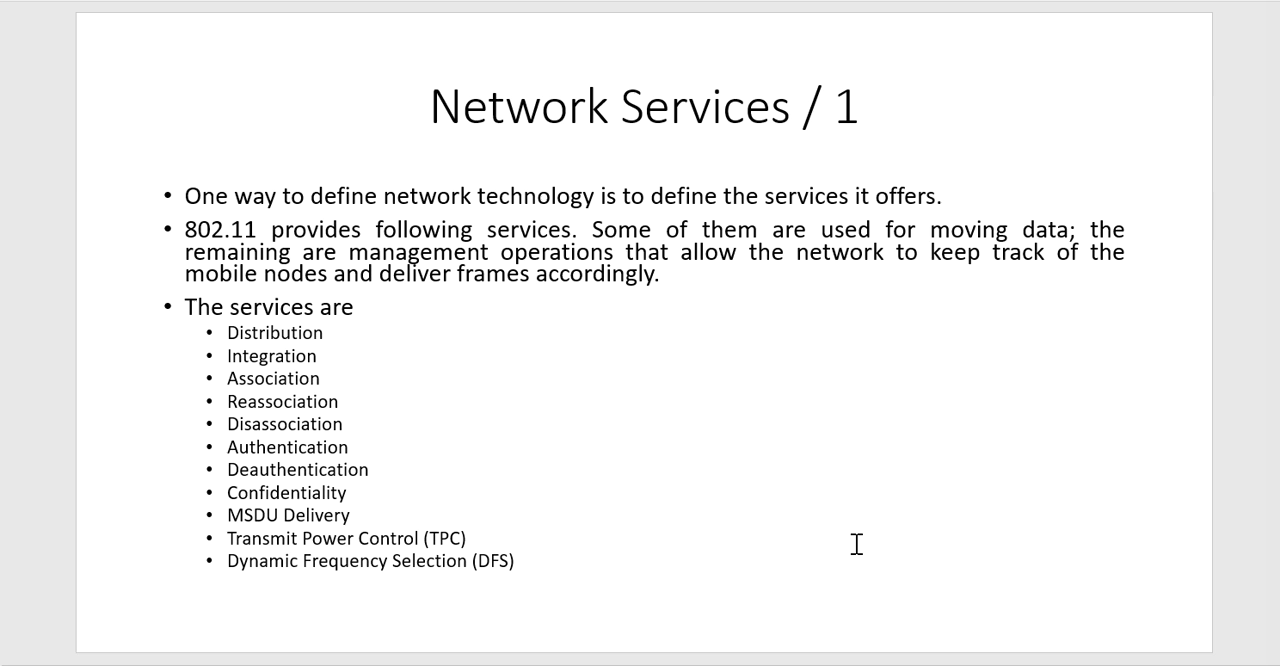 Network Services / 1
• One way to define network technology is to define the services it offers.
• 802.11 provides following services. Some of them are used for moving data; the
remaining are management operations that allow the network to keep track of the
mobile nodes and deliver frames accordingly.
• The services are
• Distribution
• Integration
• Association
• Reassociation
• Disassociation
• Authentication
• Deauthentication
• Confidentiality
• MSDU Delivery
• Transmit Power Control (TPC)
• Dynamic Frequency Selection (DFS)